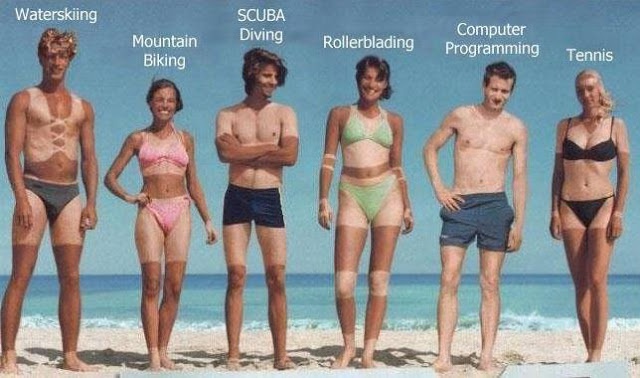 Waterskiing
Mountain
Biking
SCUBA
Diving
Rollerblading
Computer
Programming
Tennis